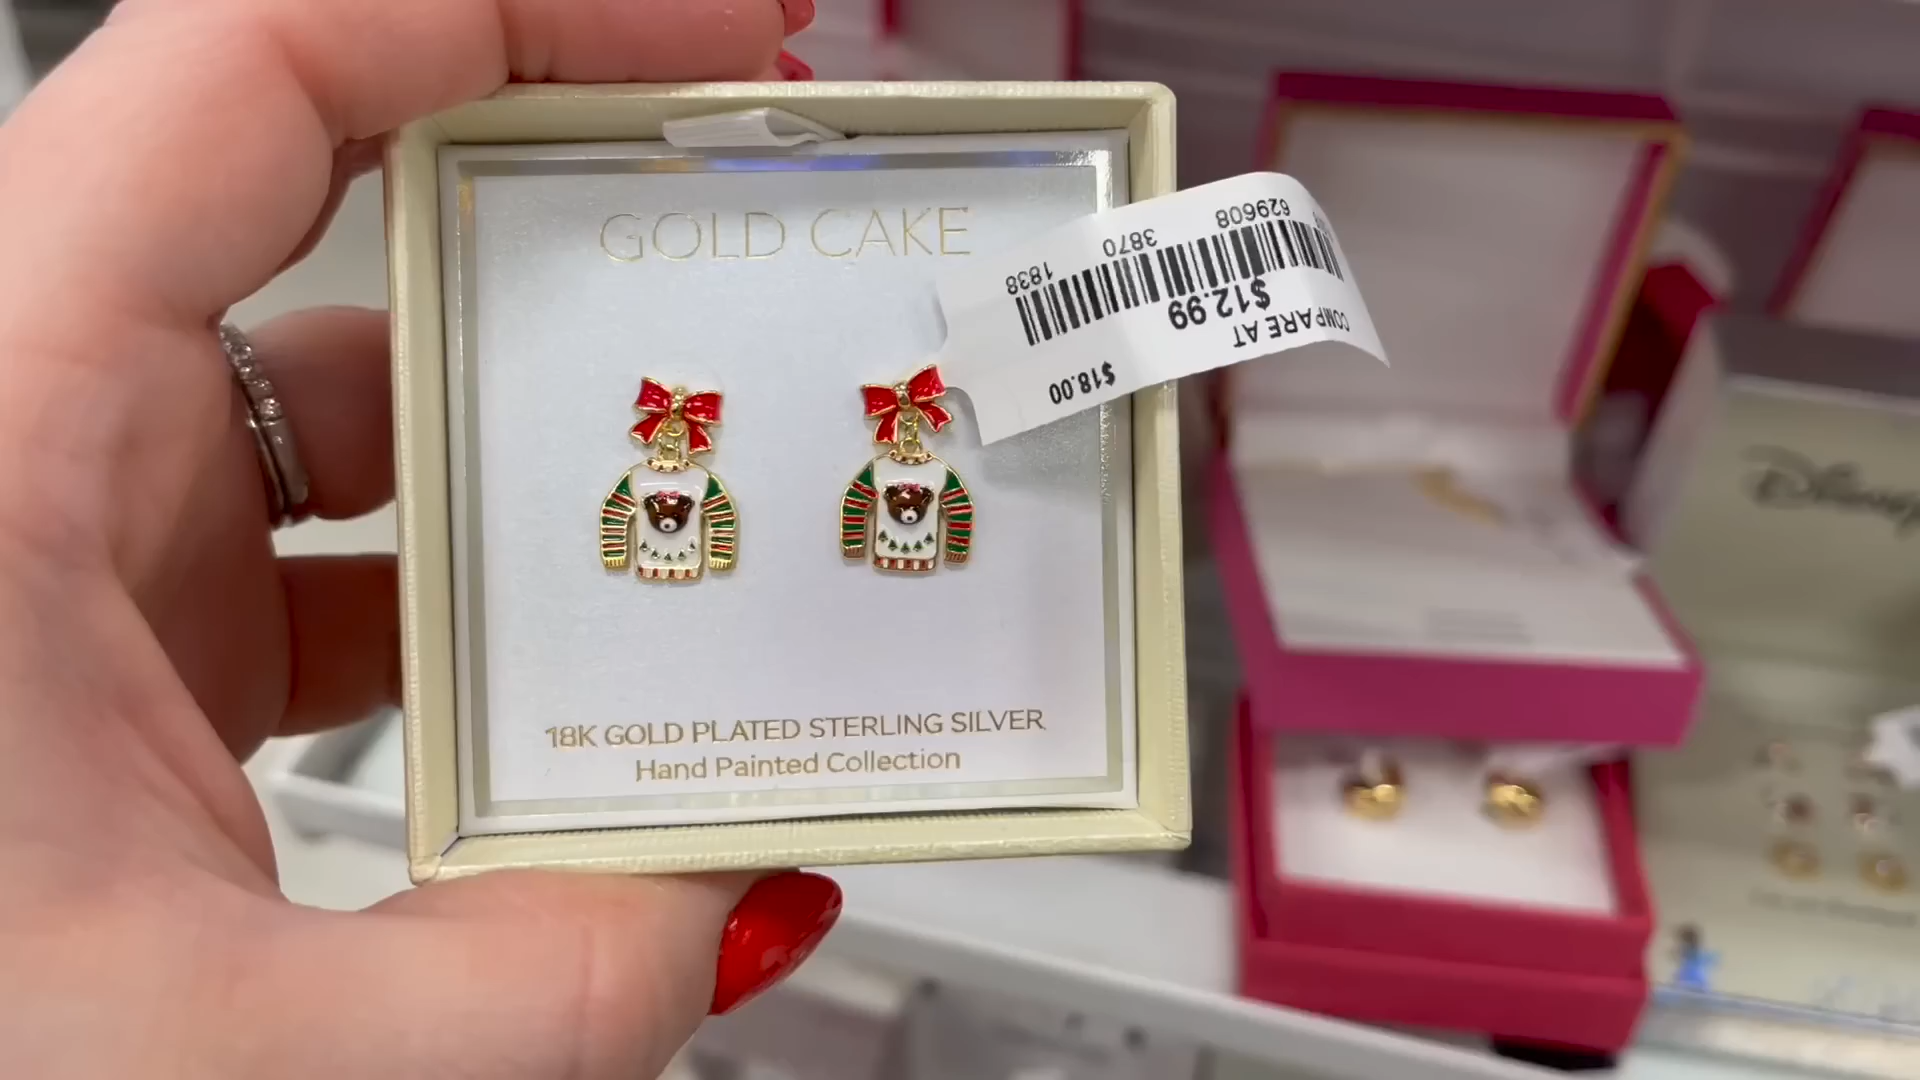 GOLD CAKE
629608
3870
1838
$12.99
COMPARE AT
$18.00
18K GOLD PLATED STERLING SILVER
Hand Painted Collection
Disney